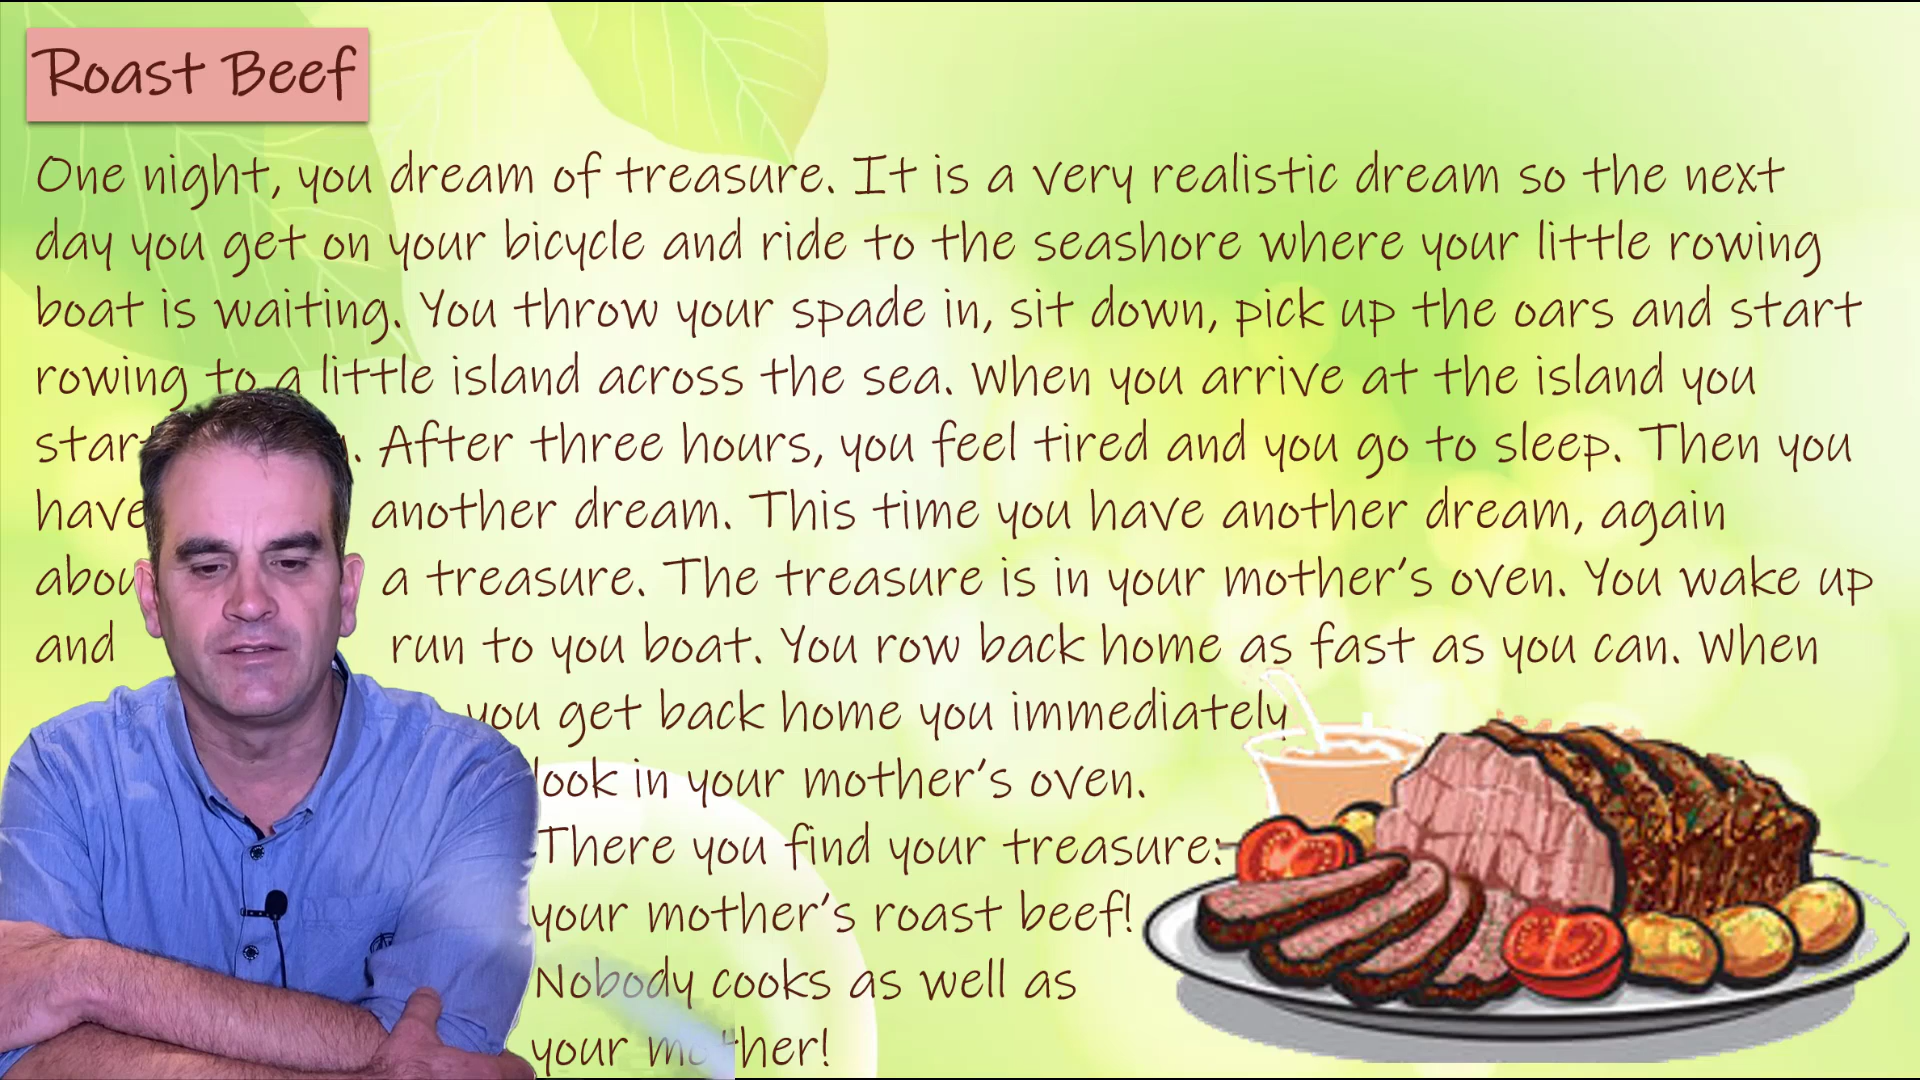 Roast Beef
One night, you dream of treasure. It is a very realistic dream so the next
day you get on your bicycle and ride to the seashore where your little rowing
boat is waiting. You throw your spade in, sit down, pick up the oars and start
rowing to a little island across the sea. When you arrive at the island you
After three hours, you feel tired and you go to sleep. Then you
have another dream. This time you have another dream, again
a treasure. The treasure is in your mother's oven. You wake up
and run to you boat. You row back home as fast as you can. When
you get back home you immediately
look in your mother's oven.
There you find your treasure:
your mother's roast beef!
Nobody cooks as well as
your mother!